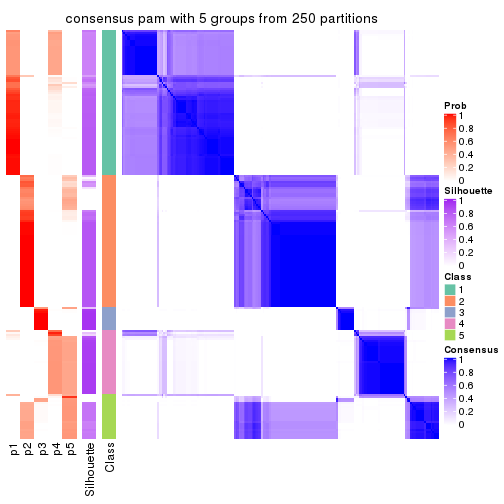 consensus pam with 5 groups from 250 partitions
Prob
1
0.8
0.6
0.4
0.2
0
Silhouette
1
0.8
0.6
0.4
0.2
0
Class
1
2
3
4
5
Consensus
1
0.8
0.6
0.4
0.2
0
p1
p2
p3
p4
p5
Silhouette
Class